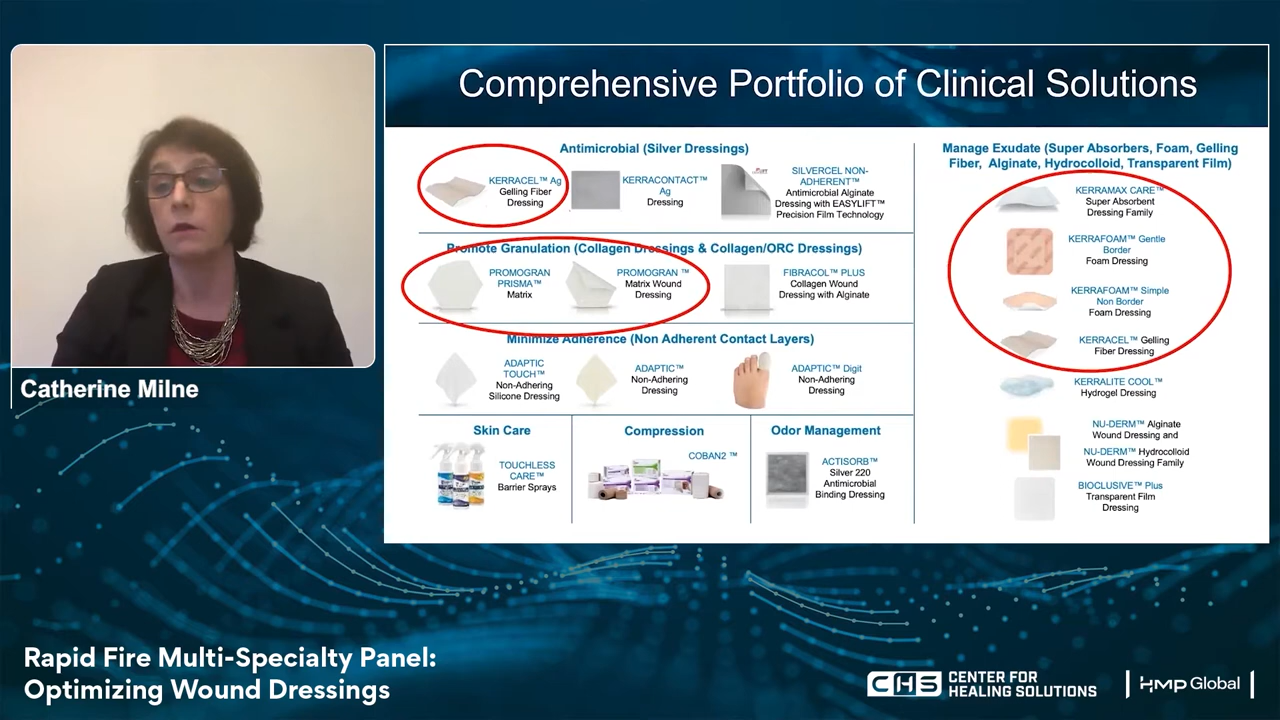 Comprehensive Portfolio of Clinical Solutions
Antimicrobial (Silver Dressings)
KERRACEL™ Ag
Gelling Fiber
Dressing
KERRACONTACT™
Ag
Dressing
SILVERCEL NON-
ADHERENT™
Antimicrobial Alginate
Dressing with EASYLIFT™
Precision Film Technology
Promote Granulation (Collagen Dressings & Collagen/ORC Dressings)
PROMOGRAN
PRISMA™
Matrix
PROMOGRAN ™
Matrix Wound
Dressing
FIBRACOL™ PLUS
Collagen Wound
Dressing with Alginate
Minimize Adherence (Non Adherent Contact Layers)
ADAPTIC
TOUCH™
Non-Adhering
Silicone Dressing
ADAPTIC™
Non-Adhering
Dressing
ADAPTIC™ Digit
Non-Adhering
Dressing
Skin Care
TOUCHLESS
CARE™
Barrier Sprays
Compression
COBAN2 ™
Odor Management
ACTISORB™
Silver 220
Antimicrobial
Binding Dressing
Manage Exudate (Super Absorbers, Foam, Gelling
Fiber, Alginate, Hydrocolloid, Transparent Film)
KERRAMAX CARE™
Super Absorbent
Dressing Family
KERRAFOAM™ Gentle
Border
Foam Dressing
KERRAFOAM™ Simple
Non Border
Foam Dressing
KERRACEL™ Gelling
Fiber Dressing
KERRALITE COOL™
Hydrogel Dressing
NU-DERM™ Alginate
Wound Dressing and
NU-DERM™ Hydrocolloid
Wound Dressing Family
BIOCLUSIVE™ Plus
Transparent Film
Dressing
Catherine Milne
Rapid Fire Multi-Specialty Panel:
Optimizing Wound Dressings
CHS CENTER FOR
HEALING SOLUTIONS
HMP Global